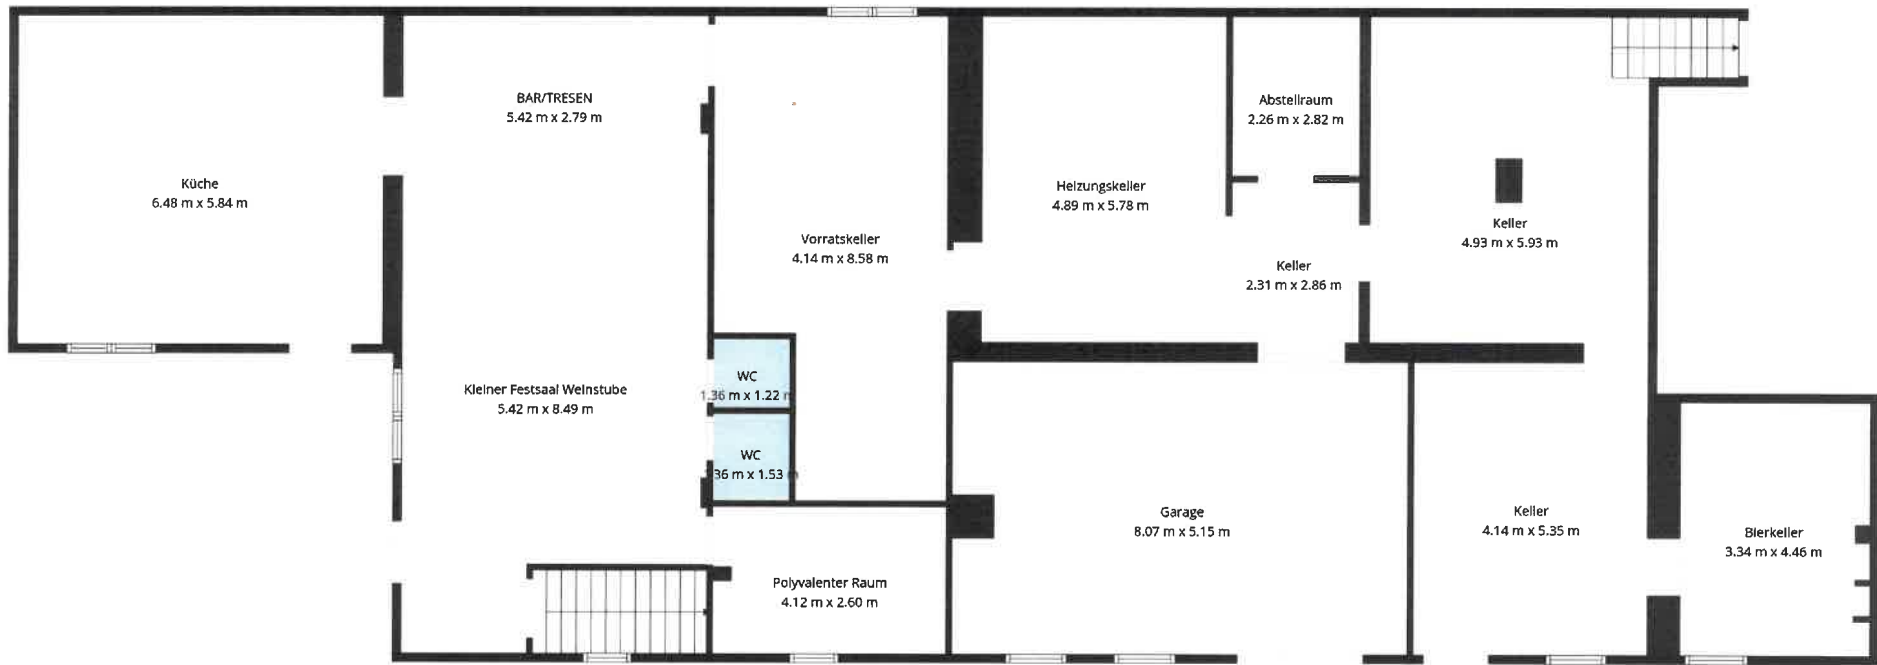 BAR/TRESEN
5.42 m x 2.79 m
Abstellraum
2.26 m x 2.82 m
Küche
6.48 m x 5.84 m
Heizungskeller
4.89 m x 5.78 m
Keller
4.93 m x 5.93 m
Vorratskeller
4.14 m x 8.58 m
Keller
2.31 m x 2.86 m
WC
1.36 m x 1.22 m
Kleiner Festsaal Weinstube
5.42 m x 8.49 m
WC
36 m x 1.53 m
Garage
8.07 m x 5.15 m
Keller
4.14 m x 5.35 m
Bierkeller
3.34 m x 4.46 m
Polyvalenter Raum
4.12 m x 2.60 m